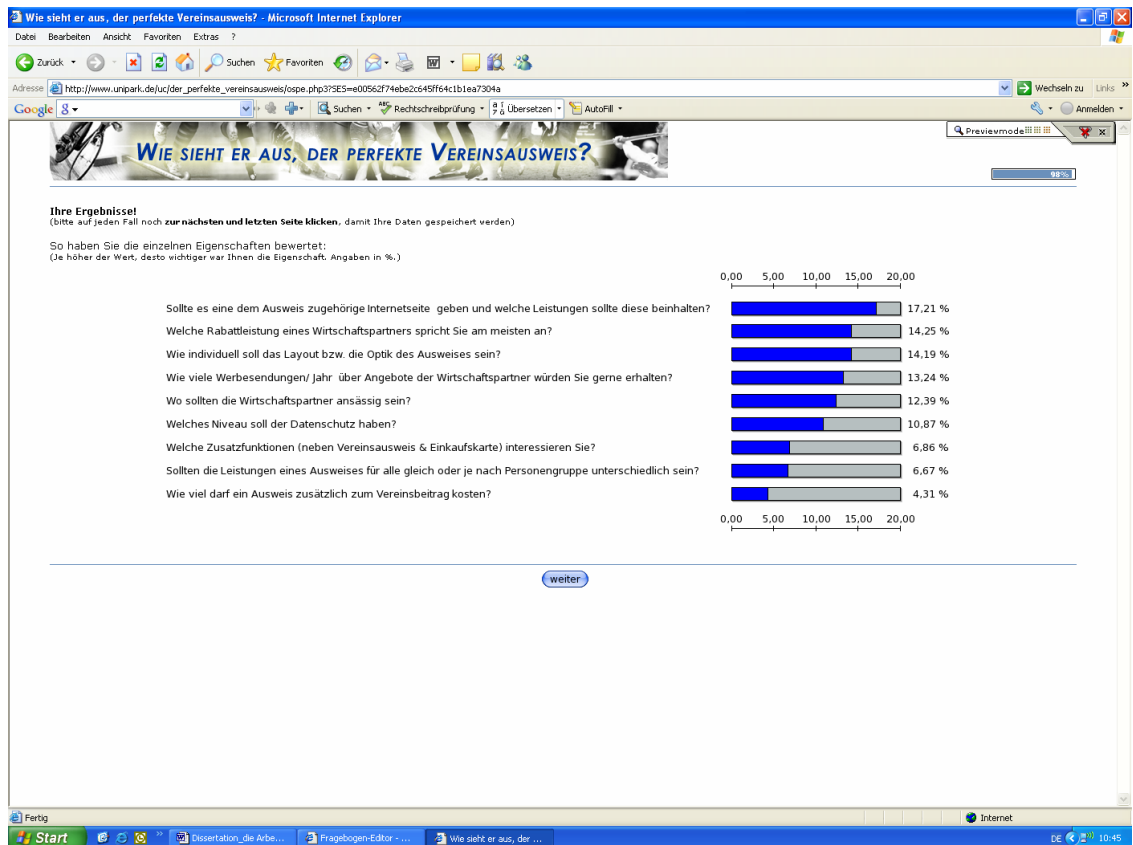 Wie sieht er aus, der perfekte Vereinsausweis? - Microsoft Internet Explorer
Datei Bearbeiten Ansicht Favoriten Extras ?
Zurück Suchen Favoriten
Adresse http://www.unipark.de/uc/der_perfekte_vereinsausweis/ospe.php3?SES=e00562f74ebe2c645ff64c1b1ea7304a Wechseln zu Links »
Google Suchen Rechtschreibprüfung Übersetzen AutoFill Anmelden
Previewmode x
WIE SIEHT ER AUS, DER PERFEKTE VEREINSAUSWEIS?
98%
Ihre Ergebnisse!
(bitte auf jeden Fall noch zur nächsten und letzten Seite klicken, damit Ihre Daten gespeichert werden)
So haben Sie die einzelnen Eigenschaften bewertet:
(Je höher der Wert, desto wichtiger war Ihnen die Eigenschaft. Angaben in %.)
0,00 5,00 10,00 15,00 20,00
Sollte es eine dem Ausweis zugehörige Internetseite geben und welche Leistungen sollte diese beinhalten? 17,21 %
Welche Rabattleistung eines Wirtschaftspartners spricht Sie am meisten an? 14,25 %
Wie individuell soll das Layout bzw. die Optik des Ausweises sein? 14,19 %
Wie viele Werbesendungen/ Jahr über Angebote der Wirtschaftspartner würden Sie gerne erhalten? 13,24 %
Wo sollten die Wirtschaftspartner ansässig sein? 12,39 %
Welches Niveau soll der Datenschutz haben? 10,87 %
Welche Zusatzfunktionen (neben Vereinsausweis & Einkaufskarte) interessieren Sie? 6,86 %
Sollten die Leistungen eines Ausweises für alle gleich oder je nach Personengruppe unterschiedlich sein? 6,67 %
Wie viel darf ein Ausweis zusätzlich zum Vereinsbeitrag kosten? 4,31 %
0,00 5,00 10,00 15,00 20,00
weiter
Fertig Internet
Start » Dissertation_die Arbe... Fragebogen-Editor - ... Wie sieht er aus, der ... DE 10:45